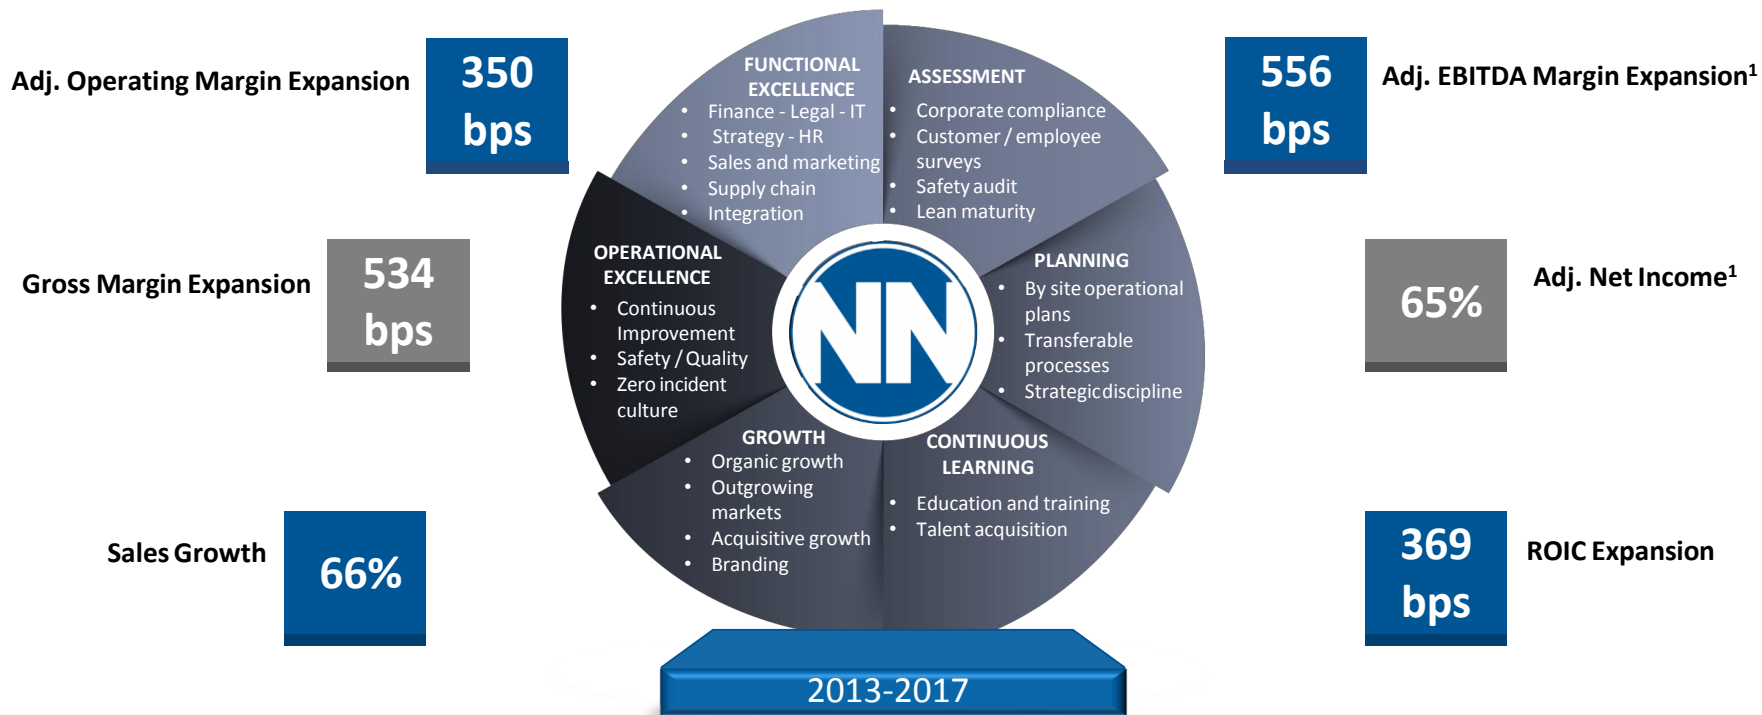 Adj. Operating Margin Expansion
350
bps
Gross Margin Expansion
534
bps
Sales Growth
66%
FUNCTIONAL
EXCELLENCE
• Finance - Legal - IT
• Strategy - HR
• Sales and marketing
• Supply chain
• Integration
ASSESSMENT
• Corporate compliance
• Customer / employee
surveys
• Safety audit
• Lean maturity
OPERATIONAL
EXCELLENCE
• Continuous
Improvement
• Safety / Quality
• Zero incident
culture
NN
PLANNING
• By site operational
plans
• Transferable
processes
• Strategic discipline
GROWTH
• Organic growth
• Outgrowing
markets
• Acquisitive growth
• Branding
CONTINUOUS
LEARNING
• Education and training
• Talent acquisition
2013-2017
556
bps
Adj. EBITDA Margin Expansion¹
65%
Adj. Net Income¹
369
bps
ROIC Expansion